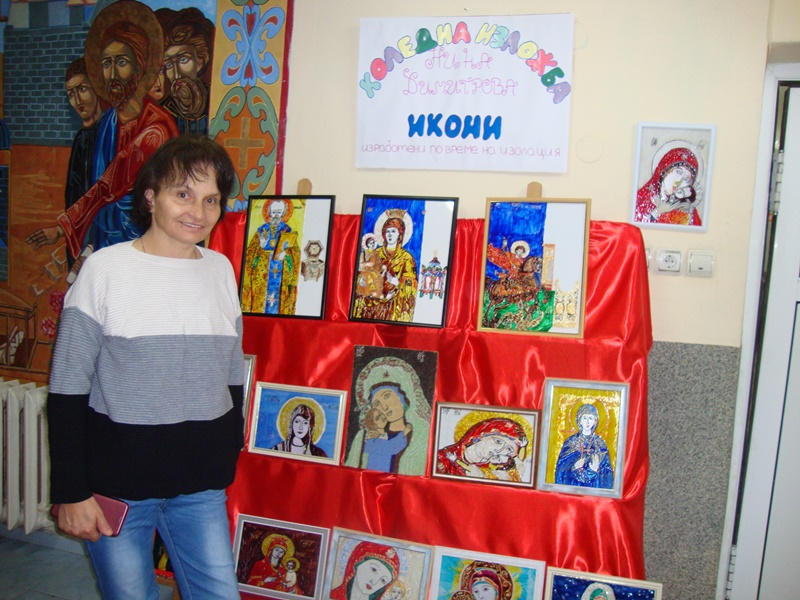 КОЛЕДНА ИЗЛОЖБА
НИНА
ДИМИТРОВА
ИКОНИ
ИЗРАБОТЕНИ ПО ВРЕМЕ НА ИЗОЛАЦИЯ